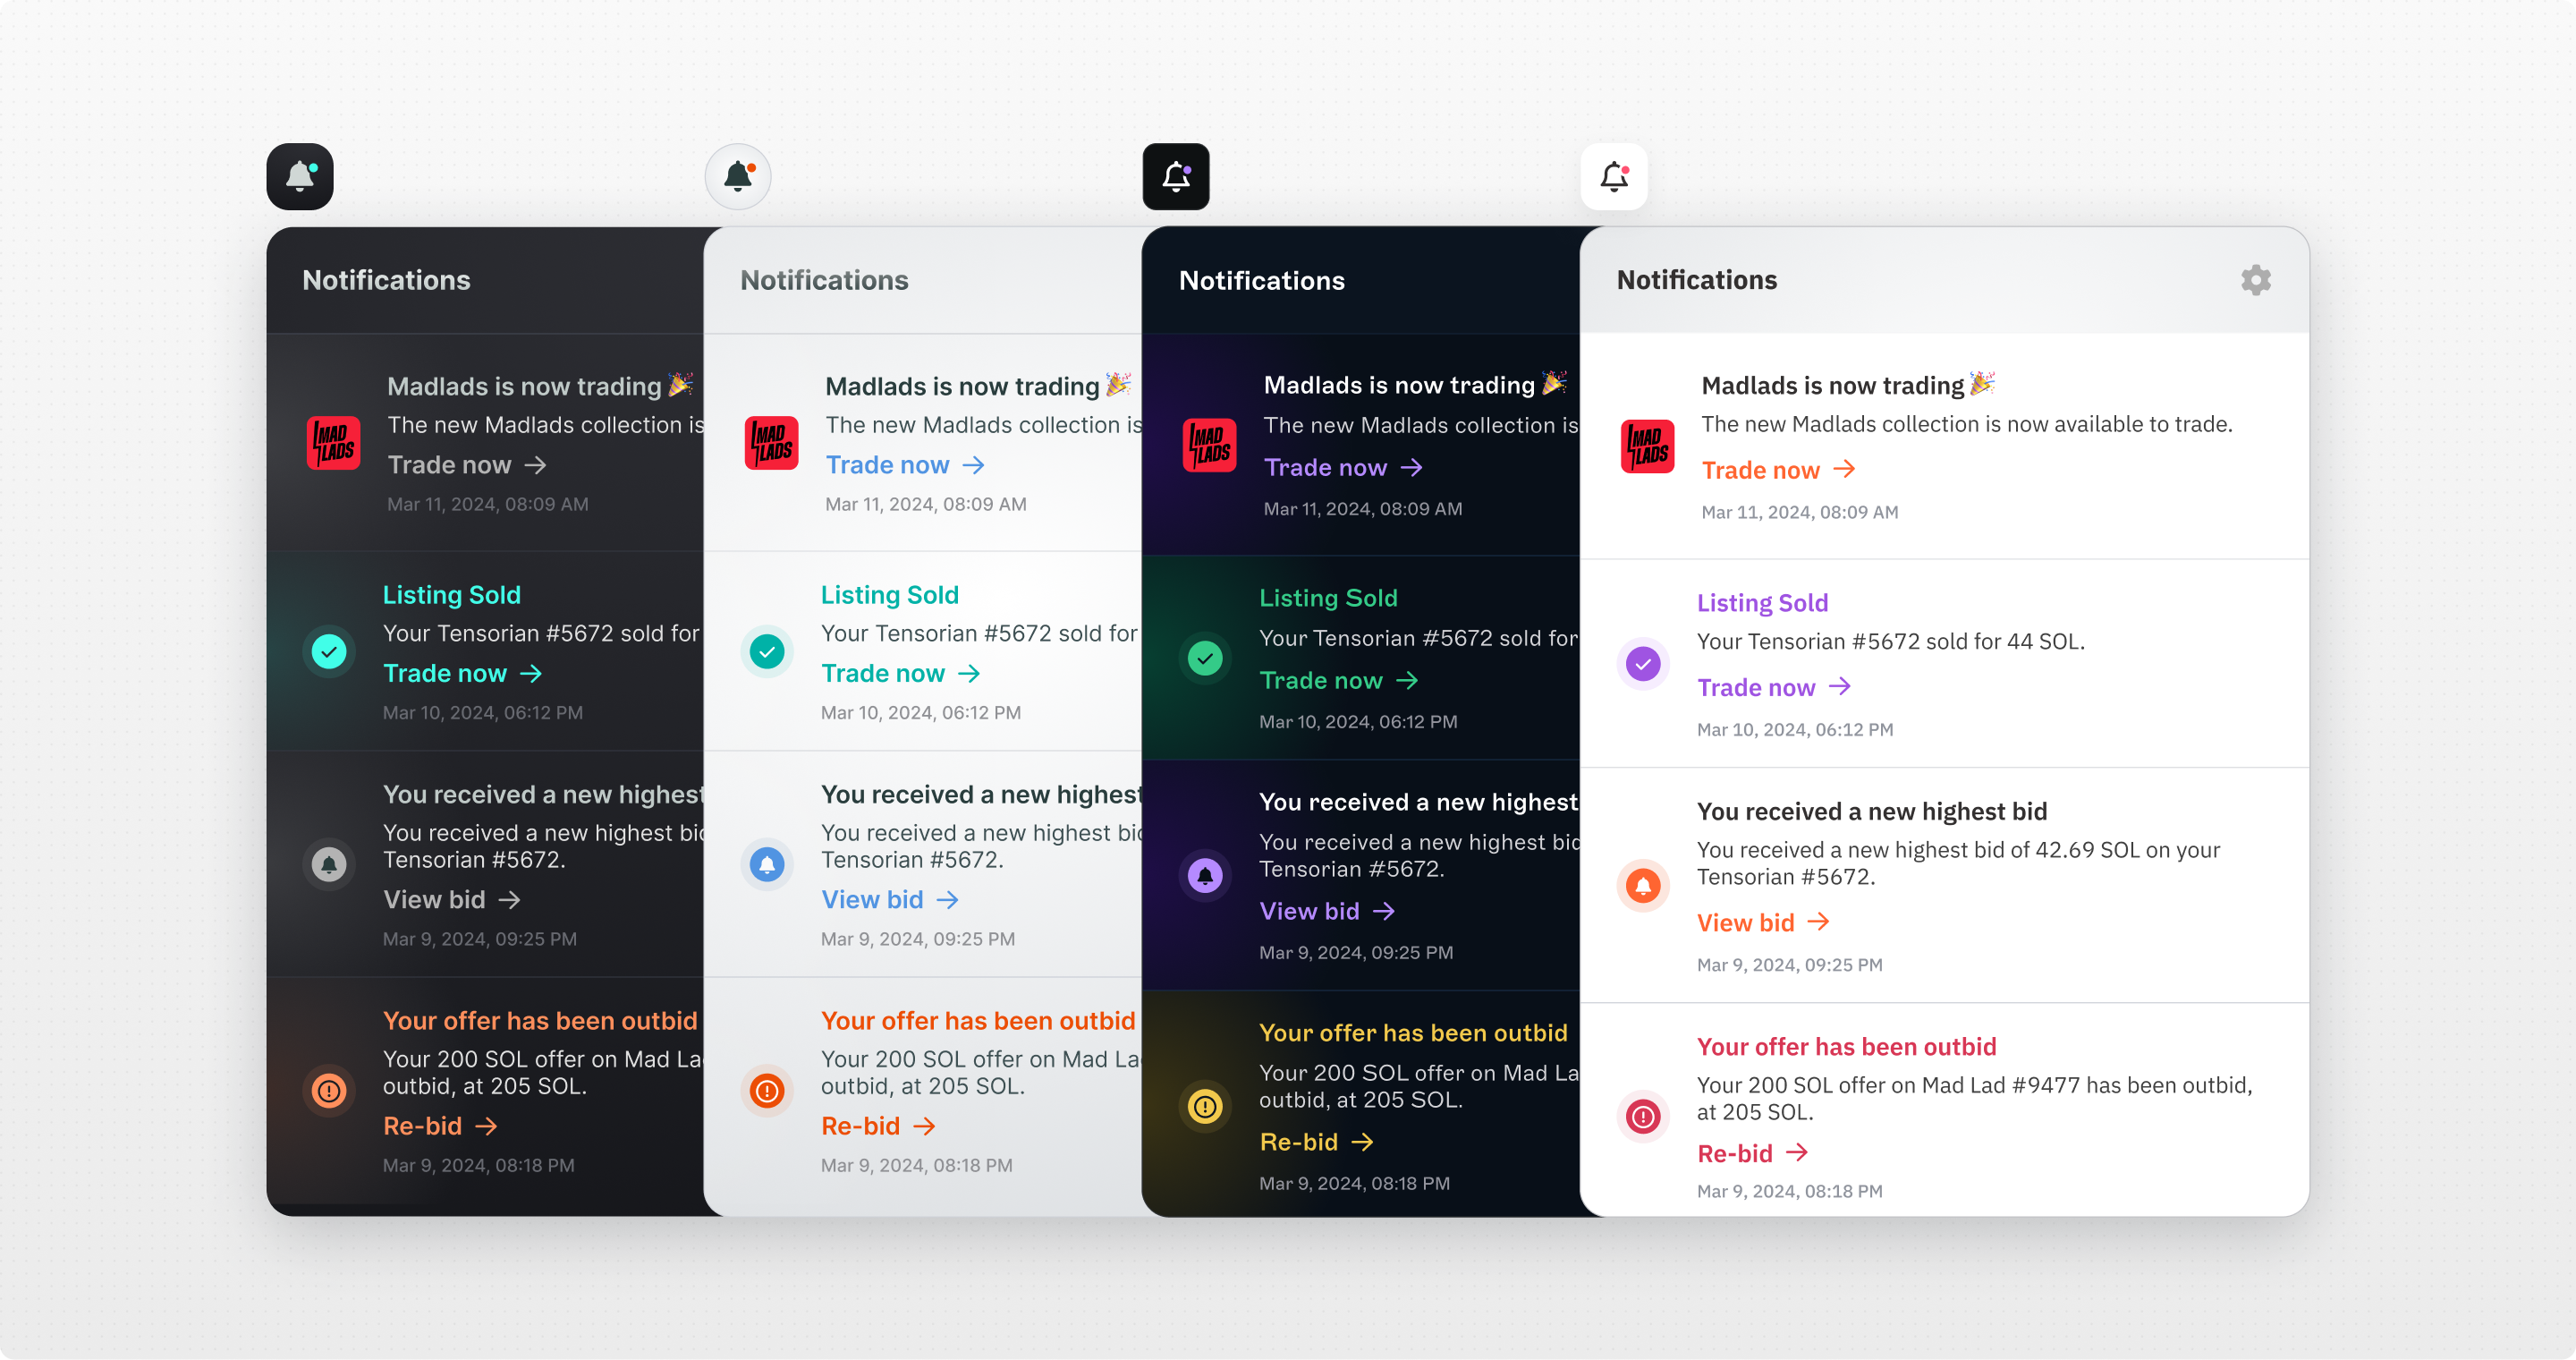 Notifications
Madlads is now trading 🎉
The new Madlads collection is
MAD
LADS
Trade now →
Mar 11, 2024, 08:09 AM
Listing Sold
Your Tensorian #5672 sold for
Trade now →
Mar 10, 2024, 06:12 PM
You received a new highest
You received a new highest bid
Tensorian #5672.
View bid →
Mar 9, 2024, 09:25 PM
Your offer has been outbid
Your 200 SOL offer on Mad La
outbid, at 205 SOL.
Re-bid →
Mar 9, 2024, 08:18 PM
Notifications
Madlads is now trading 🎉
The new Madlads collection is
MAD
LADS
Trade now →
Mar 11, 2024, 08:09 AM
Listing Sold
Your Tensorian #5672 sold for
Trade now →
Mar 10, 2024, 06:12 PM
You received a new highest
You received a new highest bid
Tensorian #5672.
View bid →
Mar 9, 2024, 09:25 PM
Your offer has been outbid
Your 200 SOL offer on Mad La
outbid, at 205 SOL.
Re-bid →
Mar 9, 2024, 08:18 PM
Notifications
Madlads is now trading 🎉
The new Madlads collection is
MAD
LADS
Trade now →
Mar 11, 2024, 08:09 AM
Listing Sold
Your Tensorian #5672 sold for
Trade now →
Mar 10, 2024, 06:12 PM
You received a new highest
You received a new highest bid
Tensorian #5672.
View bid →
Mar 9, 2024, 09:25 PM
Your offer has been outbid
Your 200 SOL offer on Mad La
outbid, at 205 SOL.
Re-bid →
Mar 9, 2024, 08:18 PM
Notifications
Madlads is now trading 🎉
The new Madlads collection is now available to trade.
MAD
LADS
Trade now →
Mar 11, 2024, 08:09 AM
Listing Sold
Your Tensorian #5672 sold for 44 SOL.
Trade now →
Mar 10, 2024, 06:12 PM
You received a new highest bid
You received a new highest bid of 42.69 SOL on your
Tensorian #5672.
View bid →
Mar 9, 2024, 09:25 PM
Your offer has been outbid
Your 200 SOL offer on Mad Lad #9477 has been outbid,
at 205 SOL.
Re-bid →
Mar 9, 2024, 08:18 PM